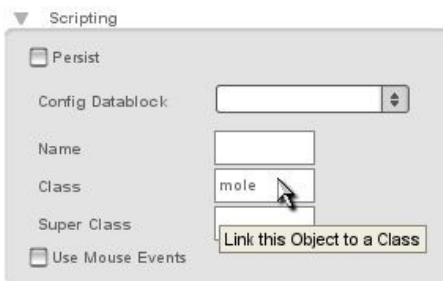 Scripting
Persist
Config Datablock
Name
Class mole
Super Class
Link this Object to a Class
Use Mouse Events